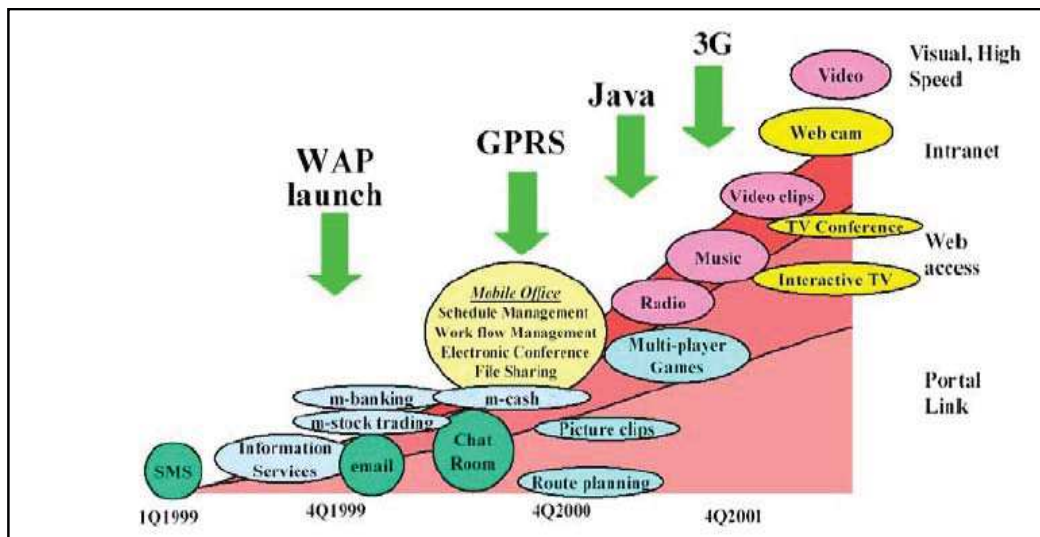 3G
Visual, High
Speed
Video
Java
Web cam
GPRS
Intranet
WAP
launch
Video clips
TV Conference
Web
access
Music
Interactive TV
Mobile Office
Schedule Management
Work flow Management
Electronic Conference
File Sharing
Radio
Multi-player
Games
Portal
Link
m-banking
m-cash
m-stock trading
Picture clips
Chat
Room
Information
Services
SMS
email
Route planning
1Q1999
4Q1999
4Q2000
4Q2001